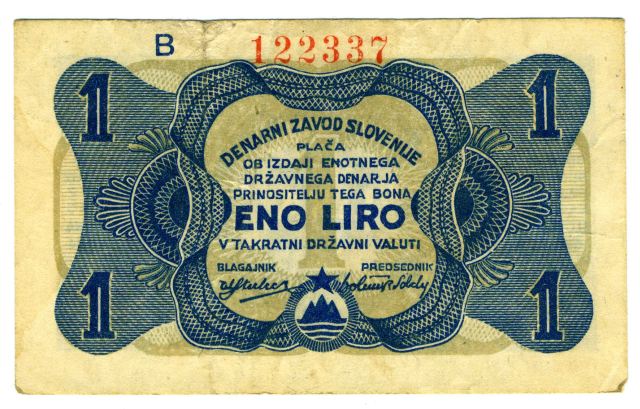 B 122337
1 1
DENARNI ZAVOD SLOVENIJE
PLAČA
OB IZDAJI ENOTNEGA
DRŽAVNEGA DENARJA
PRINOSITELJU TEGA BONA
ENO LIRO
V TAKRATNI DRŽAVNI VALUTI
BLAGAJNIK PREDSEDNIK
1 1